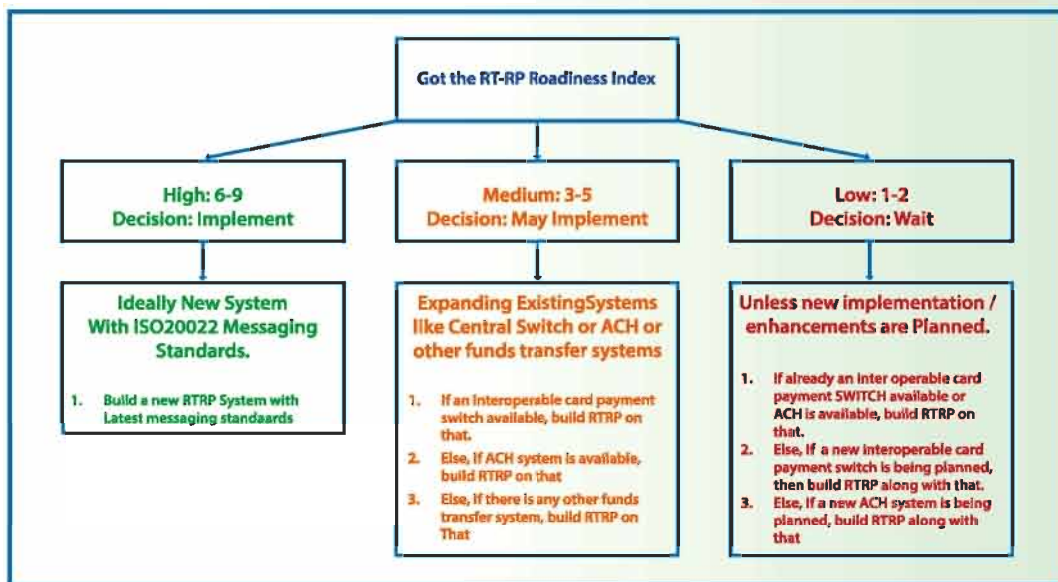 Got the RT-RP Roadiness Index
High: 6-9
Decision: Implement
Medium: 3-5
Decision: May Implement
Low: 1-2
Decision: Wait
Ideally New System
With iSO20022 Messaging
Standards.
1. Build a new RTRP System with
Latest messaging standaards
Expanding ExistingSystems
like Central Switch or ACH or
other funds transfer systems
1. If an Interoperable card payment
switch available, build RTRP on
that.
2. Else, If ACH system is available,
build RTRP on that
3. Else, If there is any other funds
transfer system, build RTRP on
That
Unless new implementation /
enhancements are Planned.
1. If already an inter operable card
payment SWITCH available or
ACH is available, build RTRP on
that.
2. Else, If a new interoperable card
payment switch is being planned,
then build RTRP along with that.
3. Else, If a new ACH system is being
planned, build RTRP along with
that